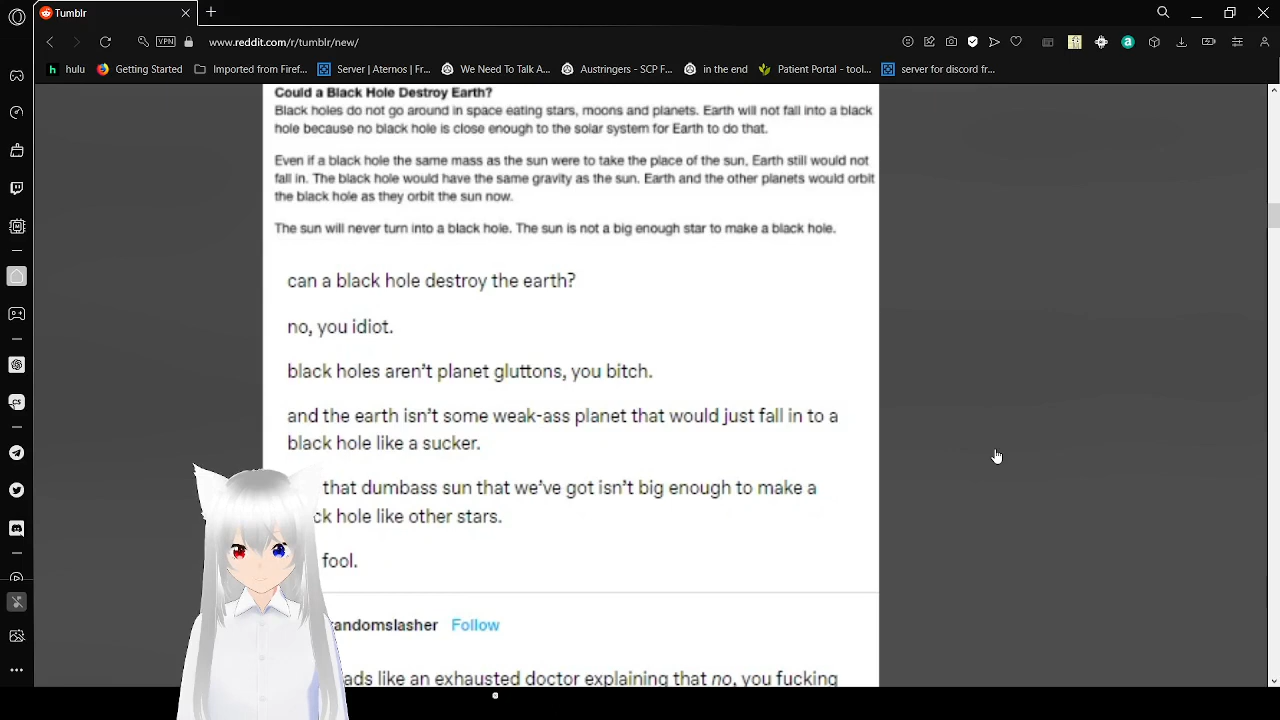 Tumblr
VPN
www.reddit.com/r/tumblr/new/
hulu
Getting Started
Imported from Firef...
Server | Aternos | Fr...
We Need To Talk A...
Austringers - SCP F...
in the end
Patient Portal - tool...
server for discord fr...
Could a Black Hole Destroy Earth?
Black holes do not go around in space eating stars, moons and planets. Earth will not fall into a black
hole because no black hole is close enough to the solar system for Earth to do that.
Even if a black hole the same mass as the sun were to take the place of the sun, Earth still would not
fall in. The black hole would have the same gravity as the sun. Earth and the other planets would orbit
the black hole as they orbit the sun now.
The sun will never turn into a black hole. The sun is not a big enough star to make a black hole.
can a black hole destroy the earth?
no, you idiot.
black holes aren't planet gluttons, you bitch.
and the earth isn't some weak-ass planet that would just fall in to a
black hole like a sucker.
that dumbass sun that we've got isn't big enough to make a
ck hole like other stars.
fool.
andomslasher Follow
ads like an exhausted doctor explaining that no, you fucking